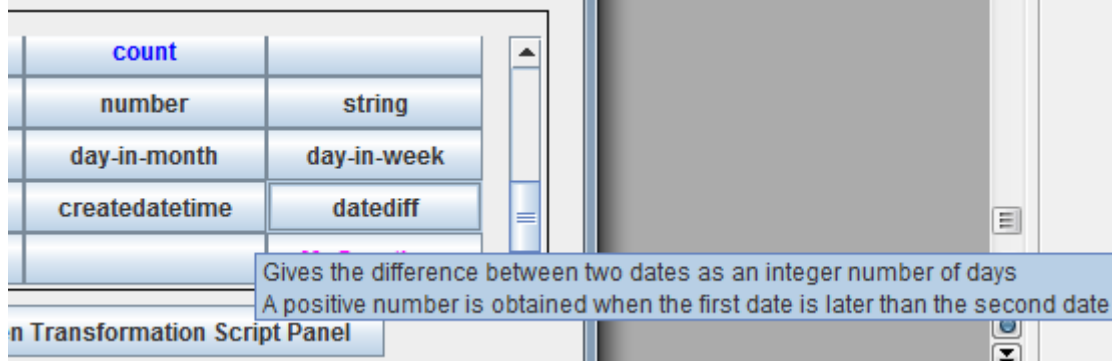 count
number string
day-in-month day-in-week
createdatetime datediff
Gives the difference between two dates as an integer number of days
A positive number is obtained when the first date is later than the second date
Transformation Script Panel